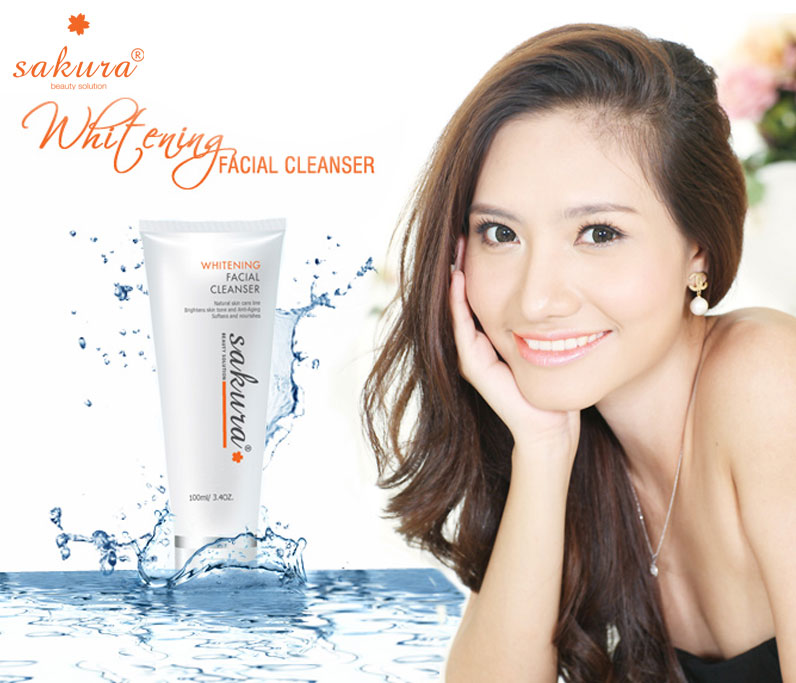 sakura®
beauty solution
Whitening
FACIAL CLEANSER
WHITENING
FACIAL
CLEANSER
Natural skin care line
Brightens skin tone and Anti-Aging
Softens and nourishes
sakura®
BEAUTY SOLUTION
100ml/ 3.4OZ.